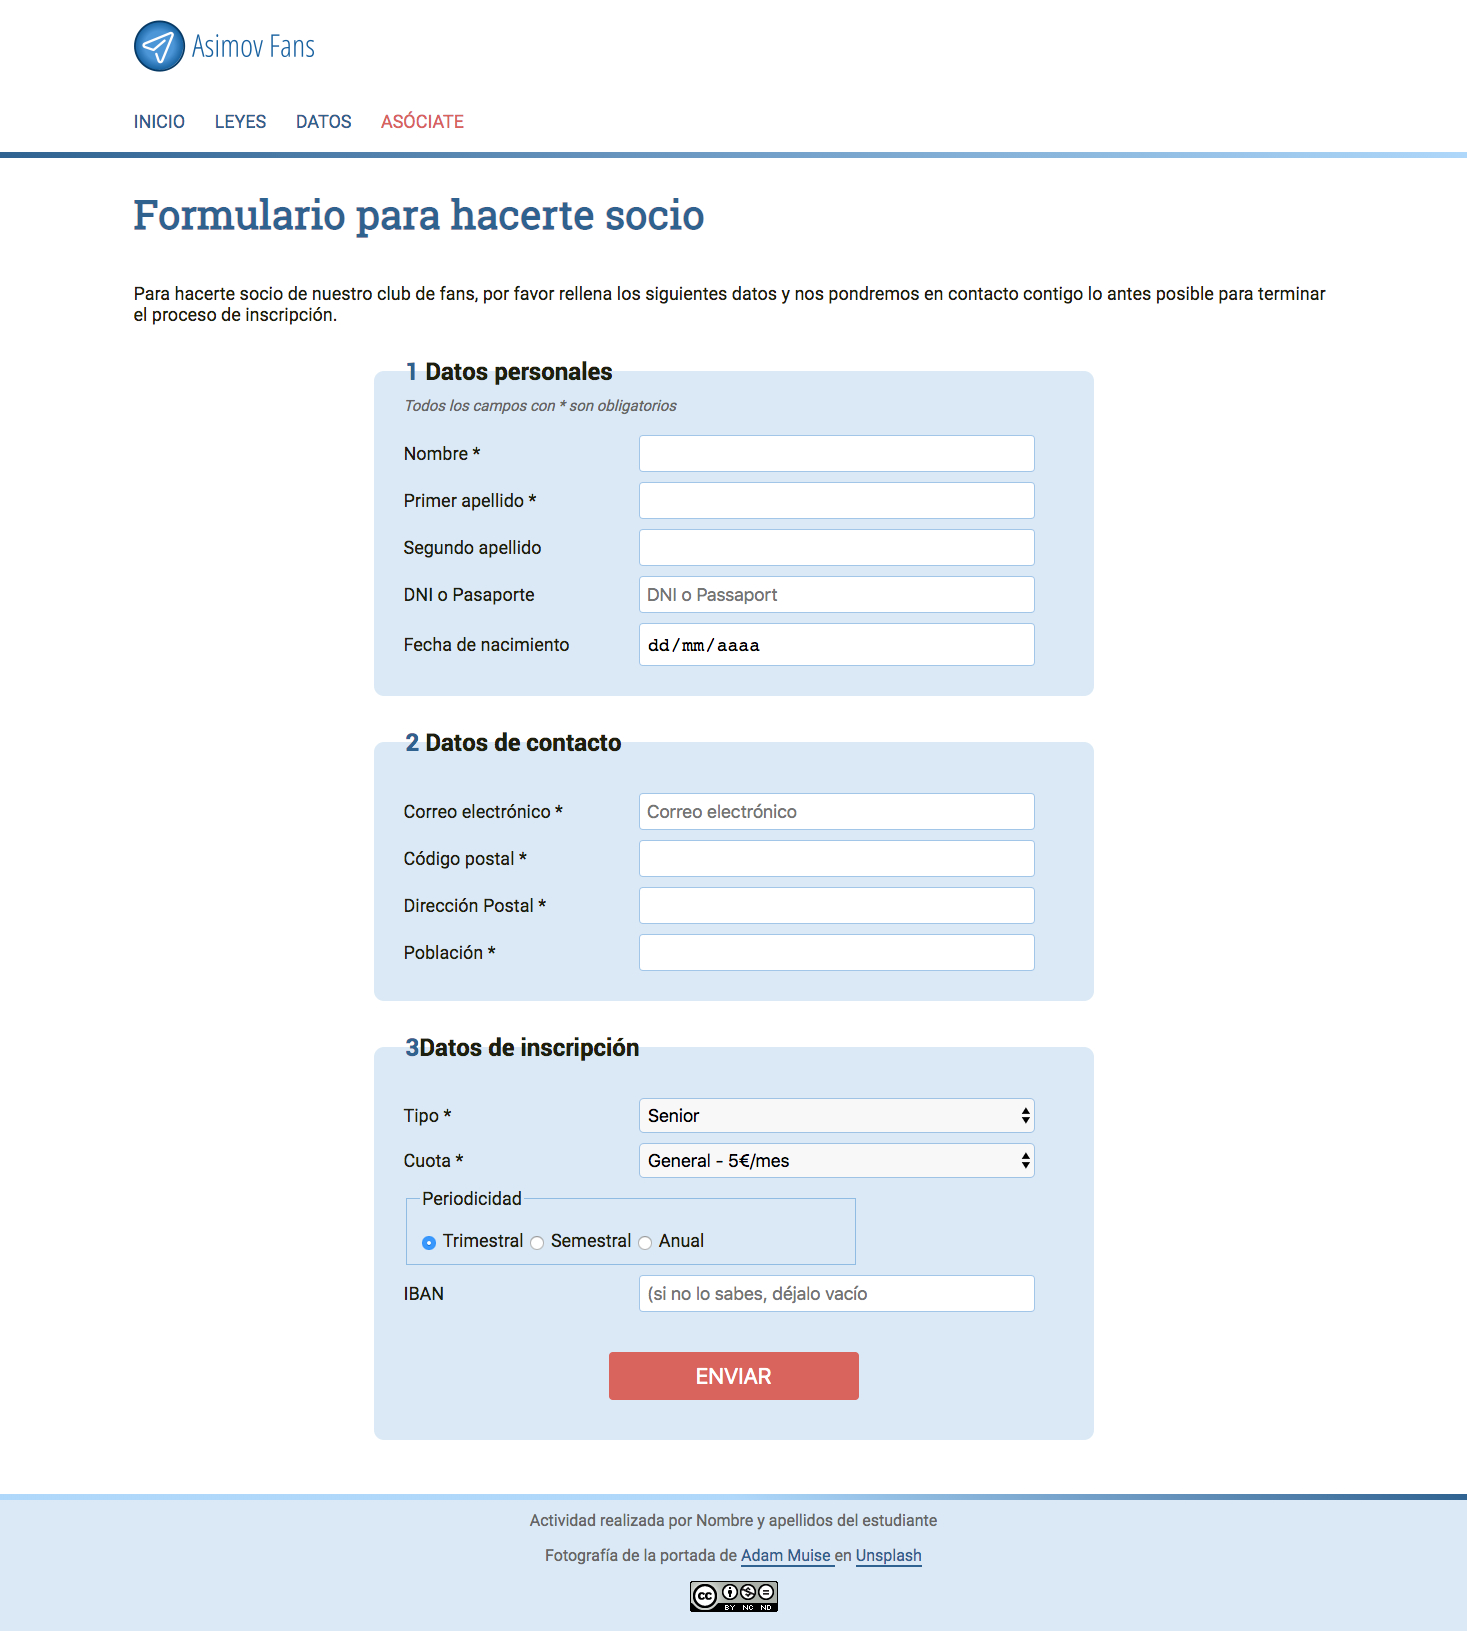 Asimov Fans
INICIO LEYES DATOS ASÓCIATE
Formulario para hacerte socio
Para hacerte socio de nuestro club de fans, por favor rellena los siguientes datos y nos pondremos en contacto contigo lo antes posible para terminar
el proceso de inscripción.
1 Datos personales
Todos los campos con * son obligatorios
Nombre *
Primer apellido *
Segundo apellido
DNI o Pasaporte DNI o Passaport
Fecha de nacimiento dd/mm/aaaa
2 Datos de contacto
Correo electrónico * Correo electrónico
Código postal *
Dirección Postal *
Población *
3Datos de inscripción
Tipo * Senior
Cuota * General - 5€/mes
Periodicidad
Trimestral Semestral Anual
IBAN (si no lo sabes, déjalo vacío
ENVIAR
Actividad realizada por Nombre y apellidos del estudiante
Fotografía de la portada de Adam Muise en Unsplash
cc BY NC ND